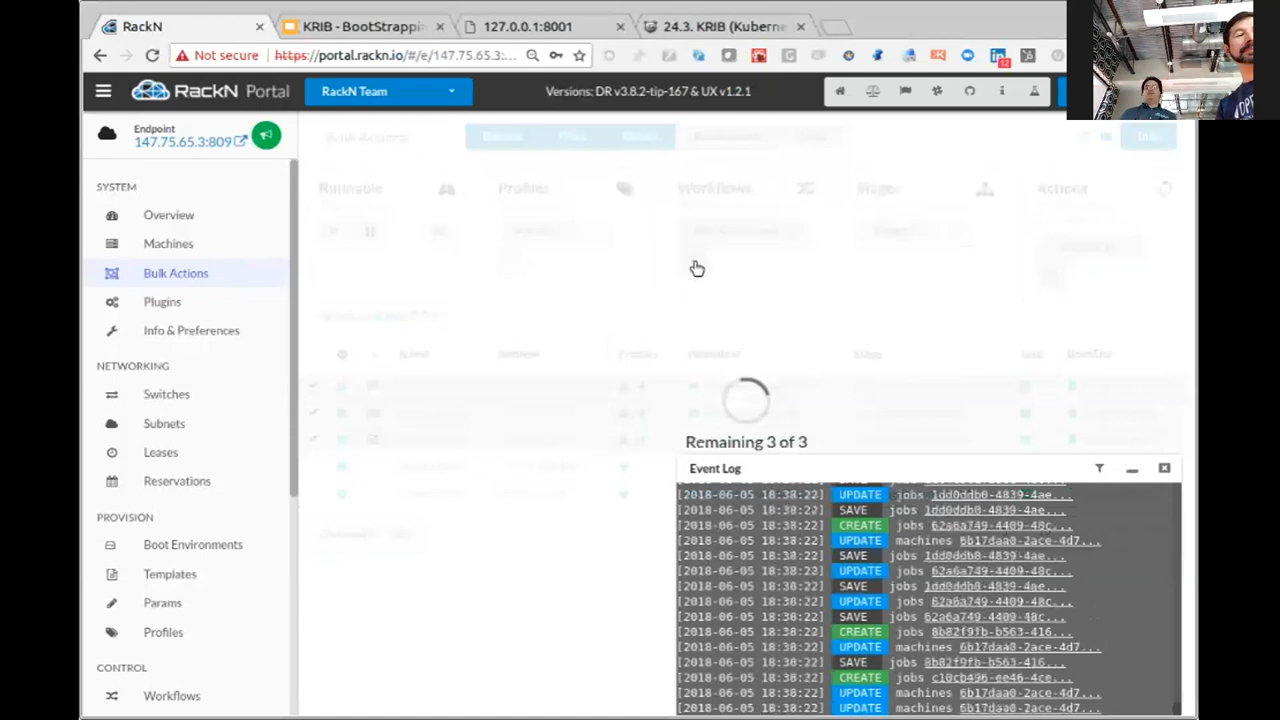 RackN
KRIB - BootStrappi
127.0.0.1:8001
24.3. KRIB (Kuberne
Not secure
https://portal.rackn.io/#/e/147.75.65.3:
12
RackN Portal
RackN Team
Versions: DR v3.8.2-tip-167 & UX v1.2.1
Endpoint
147.75.65.3:809
SYSTEM
Overview
Machines
Bulk Actions
Plugins
Info & Preferences
NETWORKING
Switches
Subnets
Leases
Reservations
PROVISION
Boot Environments
Templates
Params
Profiles
CONTROL
Workflows
Bulk Actions
Runnable
Profiles
Workflows
Stages
Actions
Remaining 3 of 3
Event Log
[2018-06-05 18:38:22] UPDATE jobs 1dd0ddb0-4839-4ae...
[2018-06-05 18:38:22] SAVE jobs 1dd0ddb0-4839-4ae...
[2018-06-05 18:38:22] CREATE jobs 62a6a749-4409-48c...
[2018-06-05 18:38:22] UPDATE machines 6b17daa0-2ace-4d7...
[2018-06-05 18:38:22] SAVE jobs 1dd0ddb0-4839-4ae...
[2018-06-05 18:38:22] UPDATE jobs 62a6a749-4409-48c...
[2018-06-05 18:38:22] SAVE jobs 1dd0ddb0-4839-4ae...
[2018-06-05 18:38:22] UPDATE jobs 62a6a749-4409-48c...
[2018-06-05 18:38:22] SAVE jobs 62a6a749-4409-48c...
[2018-06-05 18:38:22] CREATE jobs 8b82f9fb-b563-416...
[2018-06-05 18:38:22] UPDATE machines 6b17daa0-2ace-4d7...
[2018-06-05 18:38:22] SAVE jobs 8b82f9fb-b563-416...
[2018-06-05 18:38:22] CREATE jobs c10cb496-ee46-4ce...
[2018-06-05 18:38:22] UPDATE machines 6b17daa0-2ace-4d7...
[2018-06-05 18:38:22] UPDATE machines 6b17daa0-2ace-4d7...